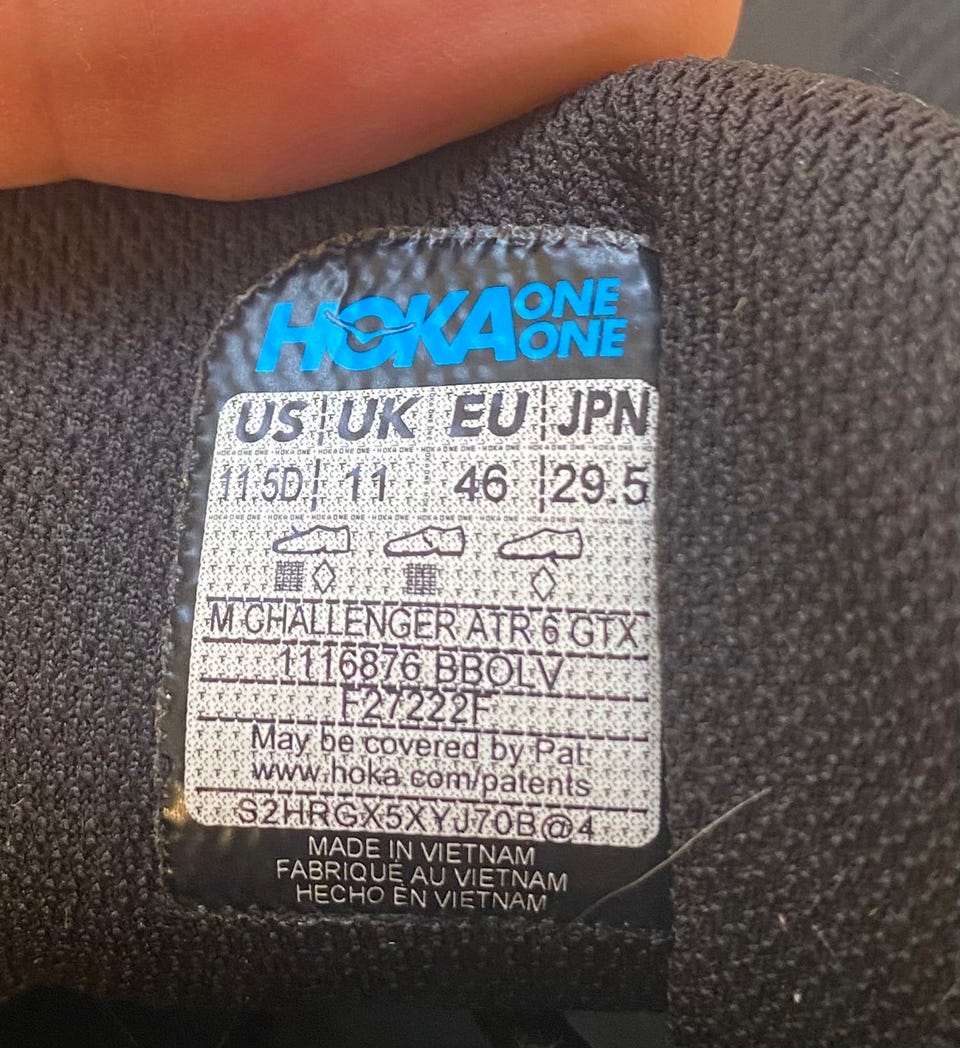 HOKA ONE ONE
US UK EU JPN
11.5D 11 46 29.5
M CHALLENGER ATR 6 GTX
1116876 BBOLV
F27222F
May be covered by Pat:
www.hoka.com/patents
S2HRGX5XYJ70B@4
MADE IN VIETNAM
FABRIQUÉ AU VIETNAM
HECHO EN VIETNAM